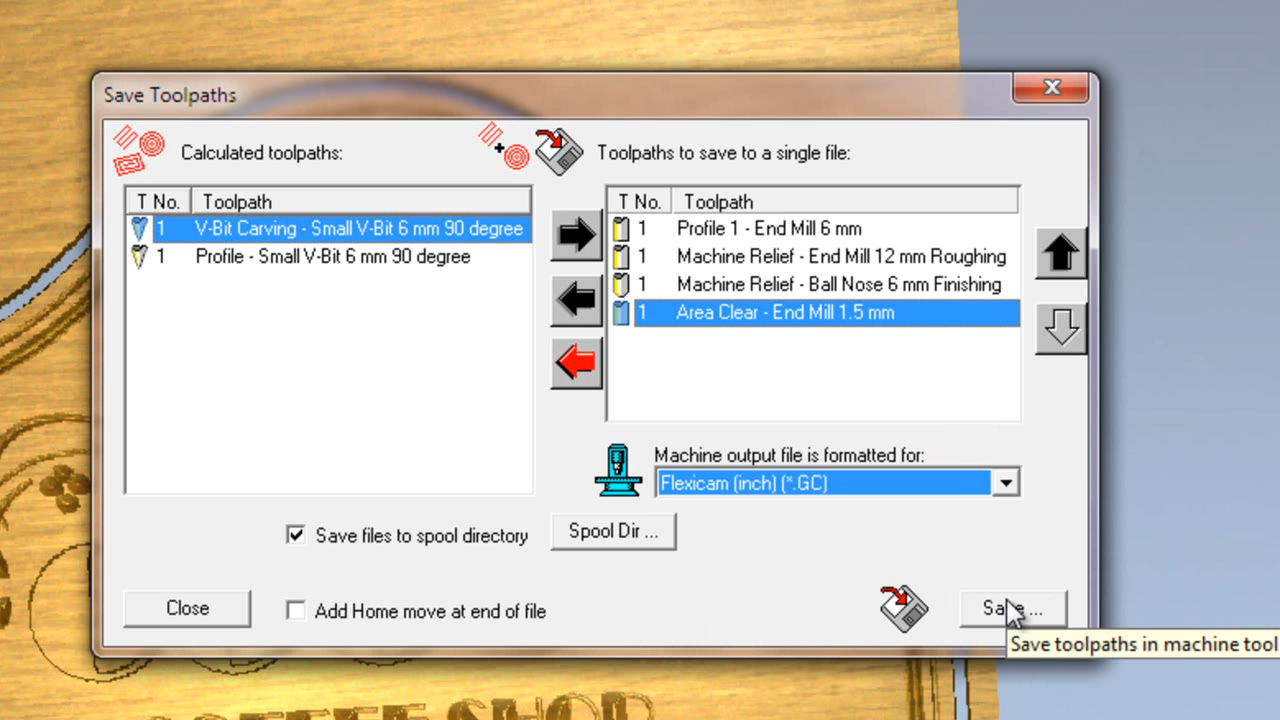 Save Toolpaths
Calculated toolpaths:
Toolpaths to save to a single file:
T No. Toolpath
1 V-Bit Carving - Small V-Bit 6 mm 90 degree
1 Profile - Small V-Bit 6 mm 90 degree
T No. Toolpath
1 Profile 1 - End Mill 6 mm
1 Machine Relief - End Mill 12 mm Roughing
1 Machine Relief - Ball Nose 6 mm Finishing
1 Area Clear - End Mill 1.5 mm
Machine output file is formatted for:
Flexicam (inch) (*.GC)
Save files to spool directory
Spool Dir ...
Close
Add Home move at end of file
Save ...
Save toolpaths in machine tool
SHOP